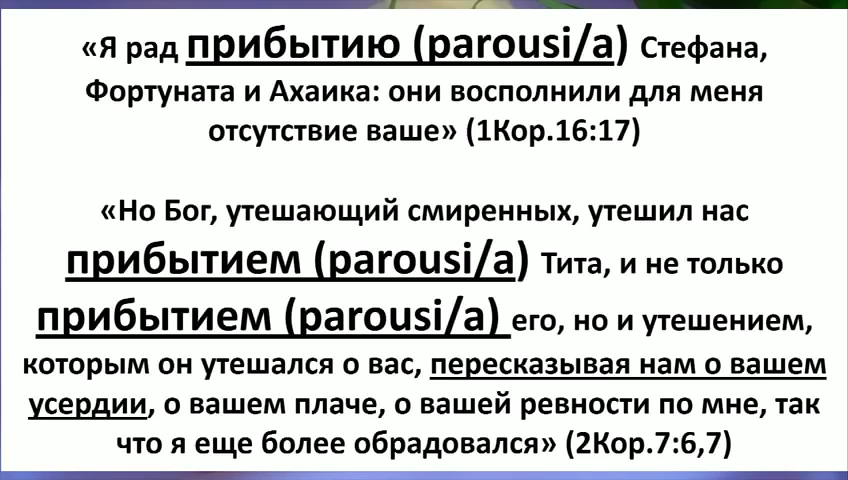 «Я рад прибытию (parousi/a) Стефана,
Фортуната и Ахаика: они восполнили для меня
отсутствие ваше» (1Кор.16:17)
«Но Бог, утешающий смиренных, утешил нас
прибытием (parousi/a) Тита, и не только
прибытием (parousi/a) его, но и утешением,
которым он утешался о вас, пересказывая нам о вашем
усердии, о вашем плаче, о вашей ревности по мне, так
что я еще более обрадовался» (2Кор.7:6,7)